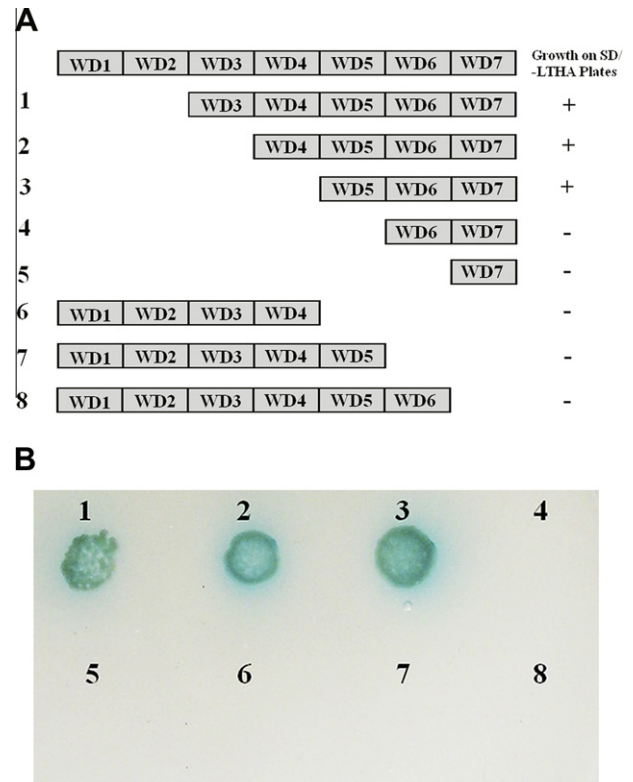 A
Growth on SD/
-LTHA Plates
WD1 WD2 WD3 WD4 WD5 WD6 WD7
1 WD3 WD4 WD5 WD6 WD7 +
2 WD4 WD5 WD6 WD7 +
3 WD5 WD6 WD7 +
4 WD6 WD7 -
5 WD7 -
6 WD1 WD2 WD3 WD4 -
7 WD1 WD2 WD3 WD4 WD5 -
8 WD1 WD2 WD3 WD4 WD5 WD6 -
B
1 2 3 4
5 6 7 8